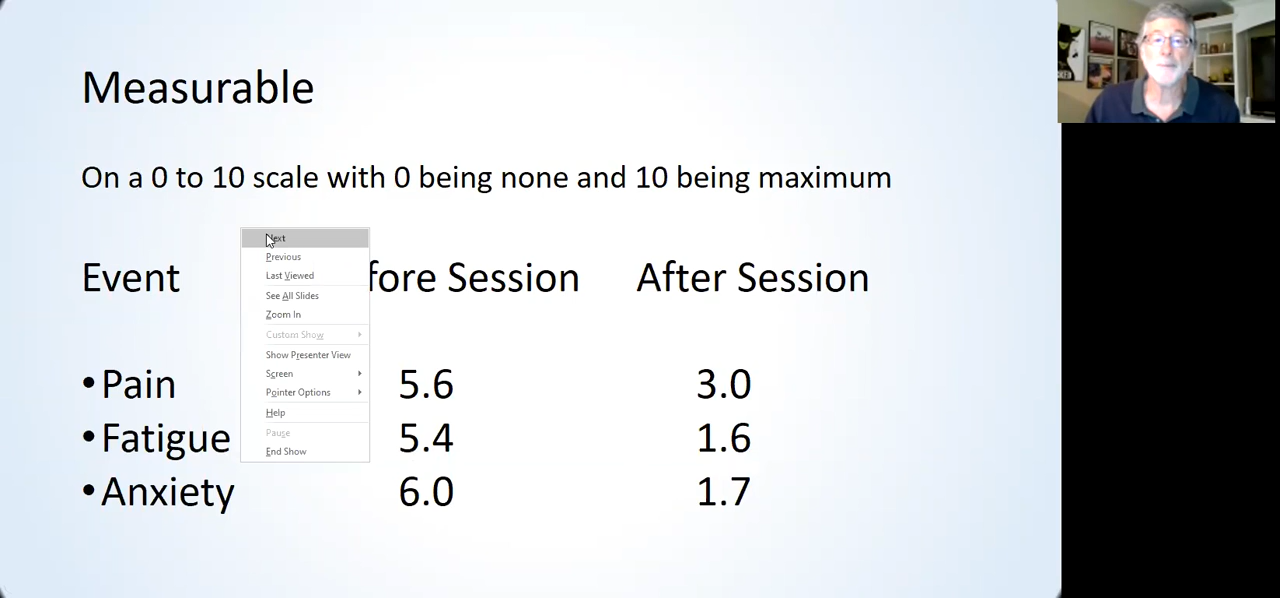 Measurable
On a 0 to 10 scale with 0 being none and 10 being maximum
Event fore Session After Session
Next
Previous
Last Viewed
See All Slides
Zoom In
Custom Show
Show Presenter View
Screen
Pointer Options
Help
Pause
End Show
•Pain 5.6 3.0
•Fatigue 5.4 1.6
•Anxiety 6.0 1.7